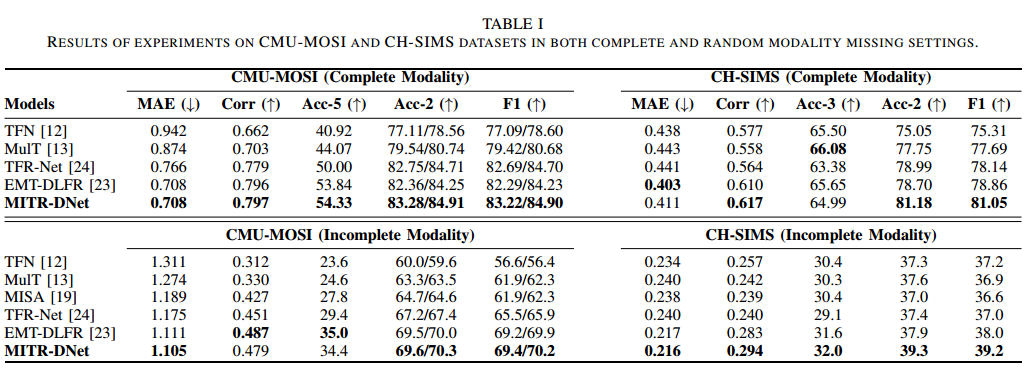 TABLE I
RESULTS OF EXPERIMENTS ON CMU-MOSI AND CH-SIMS DATASETS IN BOTH COMPLETE AND RANDOM MODALITY MISSING SETTINGS.
CMU-MOSI (Complete Modality) CH-SIMS (Complete Modality)
Models MAE (↓) Corr (↑) Acc-5 (↑) Acc-2 (↑) F1 (↑) MAE (↓) Corr (↑) Acc-3 (↑) Acc-2 (↑) F1 (↑)
TFN [12] 0.942 0.662 40.92 77.11/78.56 77.09/78.60 0.438 0.577 65.50 75.05 75.31
MulT [13] 0.874 0.703 44.07 79.54/80.74 79.42/80.68 0.443 0.558 66.08 77.75 77.69
TFR-Net [24] 0.766 0.779 50.00 82.75/84.71 82.69/84.70 0.441 0.564 63.38 78.99 78.14
EMT-DLFR [23] 0.708 0.796 53.84 82.36/84.25 82.29/84.23 0.403 0.610 65.65 78.70 78.86
MITR-DNet 0.708 0.797 54.33 83.28/84.91 83.22/84.90 0.411 0.617 64.99 81.18 81.05
CMU-MOSI (Incomplete Modality) CH-SIMS (Incomplete Modality)
TFN [12] 1.311 0.312 23.6 60.0/59.6 56.6/56.4 0.234 0.257 30.4 37.3 37.2
MulT [13] 1.274 0.330 24.6 63.3/63.5 61.9/62.3 0.240 0.242 30.3 37.6 36.9
MISA [19] 1.189 0.427 27.8 64.7/64.6 61.9/62.3 0.238 0.239 30.4 37.0 36.6
TFR-Net [24] 1.175 0.451 29.4 67.2/67.4 65.5/65.9 0.240 0.240 29.1 37.4 37.0
EMT-DLFR [23] 1.111 0.487 35.0 69.5/70.0 69.2/69.9 0.217 0.283 31.6 37.9 38.0
MITR-DNet 1.105 0.479 34.4 69.6/70.3 69.4/70.2 0.216 0.294 32.0 39.3 39.2